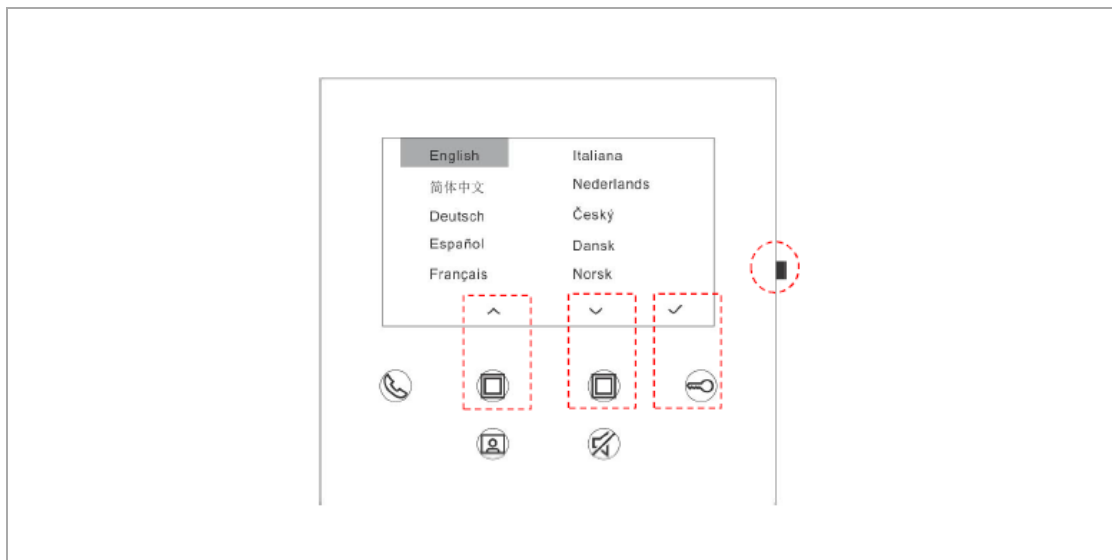 English
简体中文
Deutsch
Español
Français
Italiana
Nederlands
Český
Dansk
Norsk